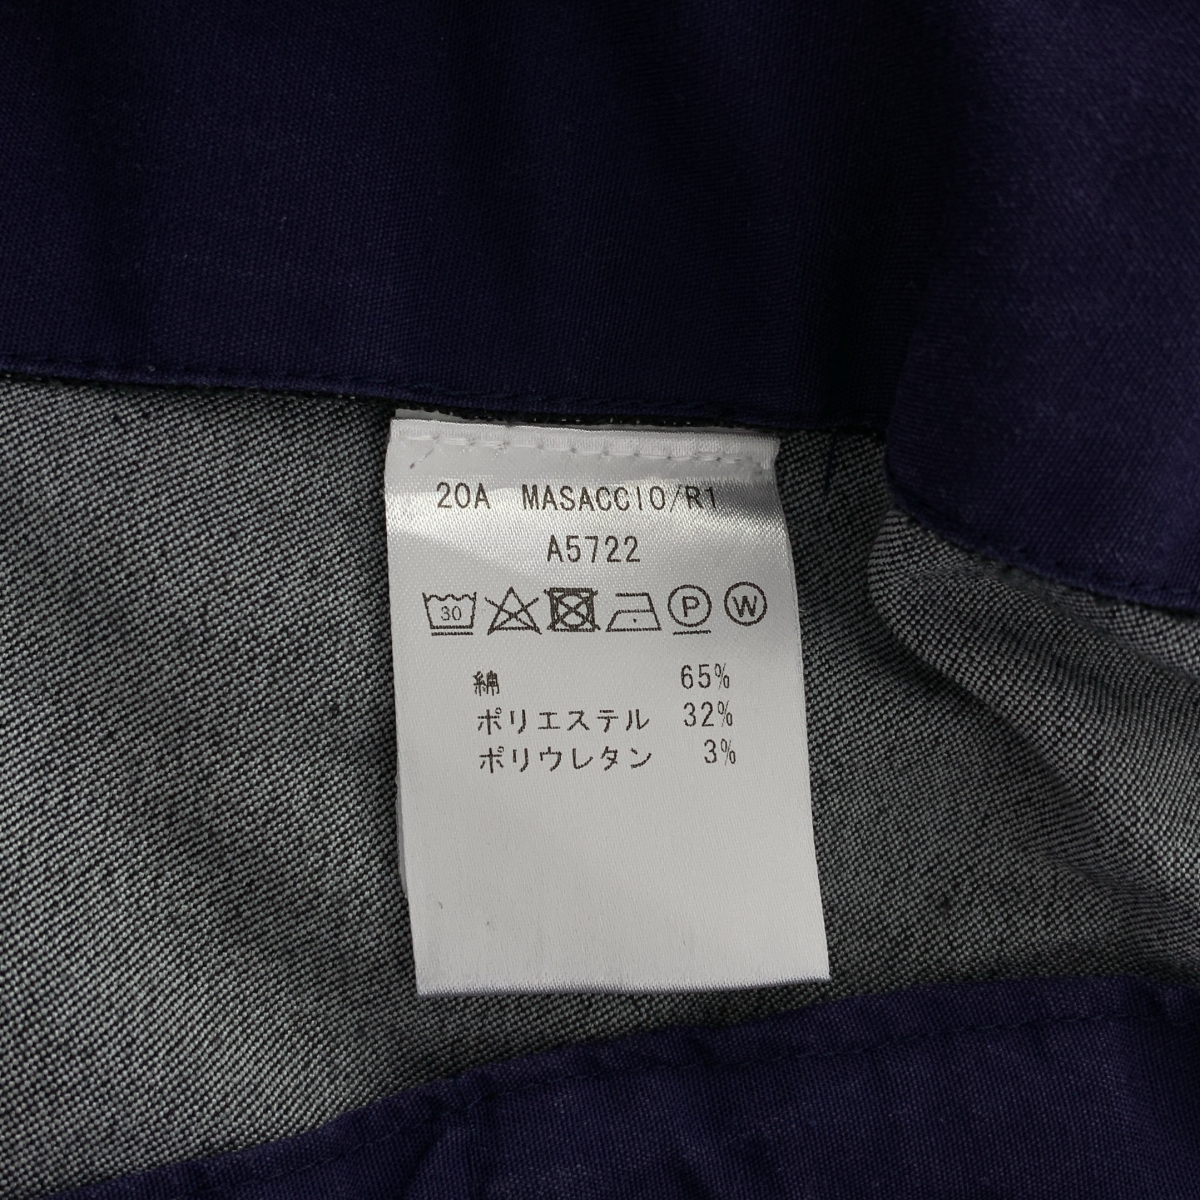 20A MASACCIO/R1
A5722
30 P W
綿 65%
ポリエステル 32%
ポリウレタン 3%